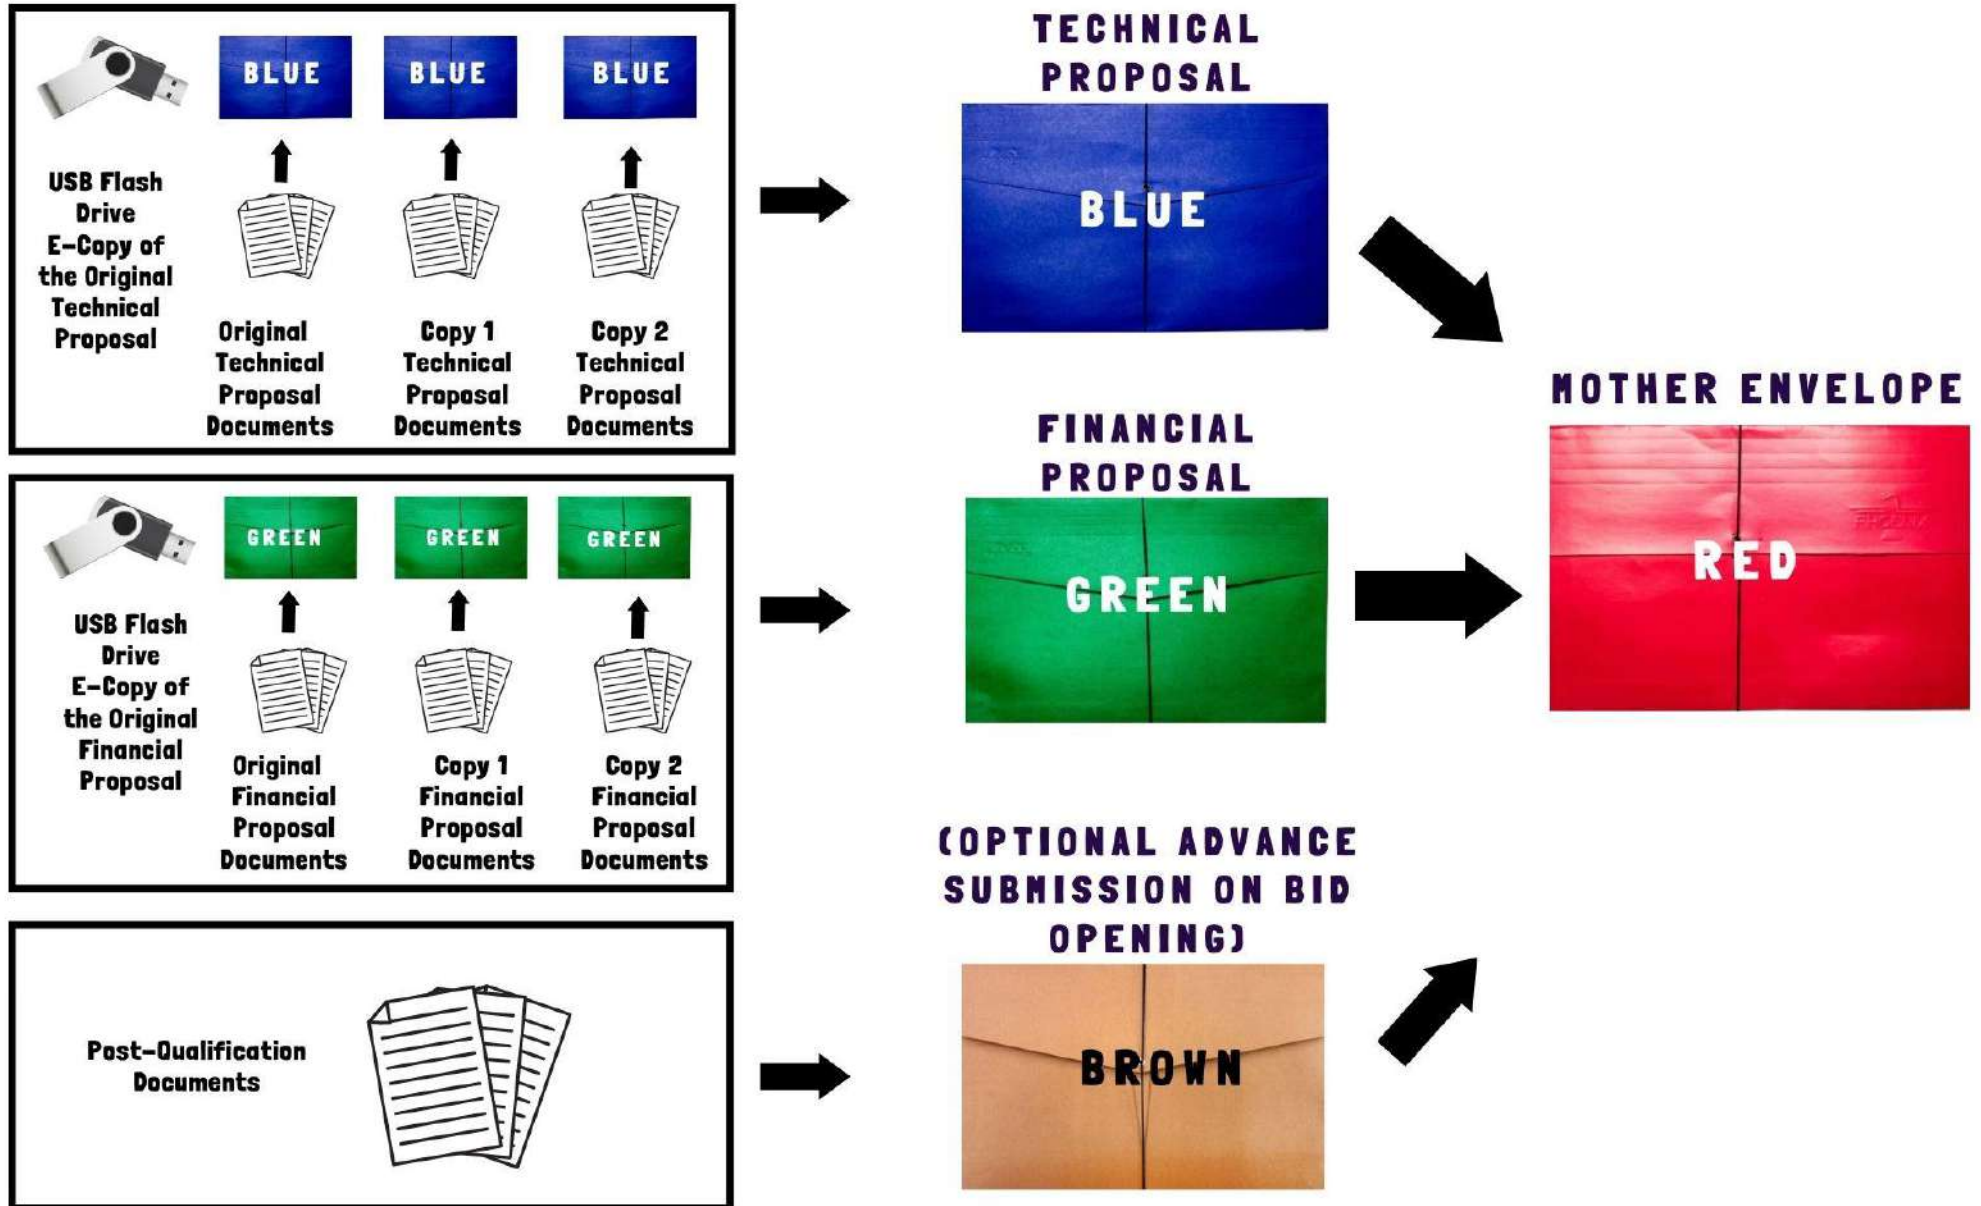 BLUE
BLUE
BLUE
USB Flash
Drive
E-Copy of
the Original
Technical
Proposal
Original
Technical
Proposal
Documents
Copy 1
Technical
Proposal
Documents
Copy 2
Technical
Proposal
Documents
TECHNICAL
PROPOSAL
BLUE
GREEN
GREEN
GREEN
USB Flash
Drive
E-Copy of
the Original
Financial
Proposal
Original
Financial
Proposal
Documents
Copy 1
Financial
Proposal
Documents
Copy 2
Financial
Proposal
Documents
FINANCIAL
PROPOSAL
GREEN
MOTHER ENVELOPE
RED
Post-Qualification
Documents
(OPTIONAL ADVANCE
SUBMISSION ON BID
OPENING)
BROWN